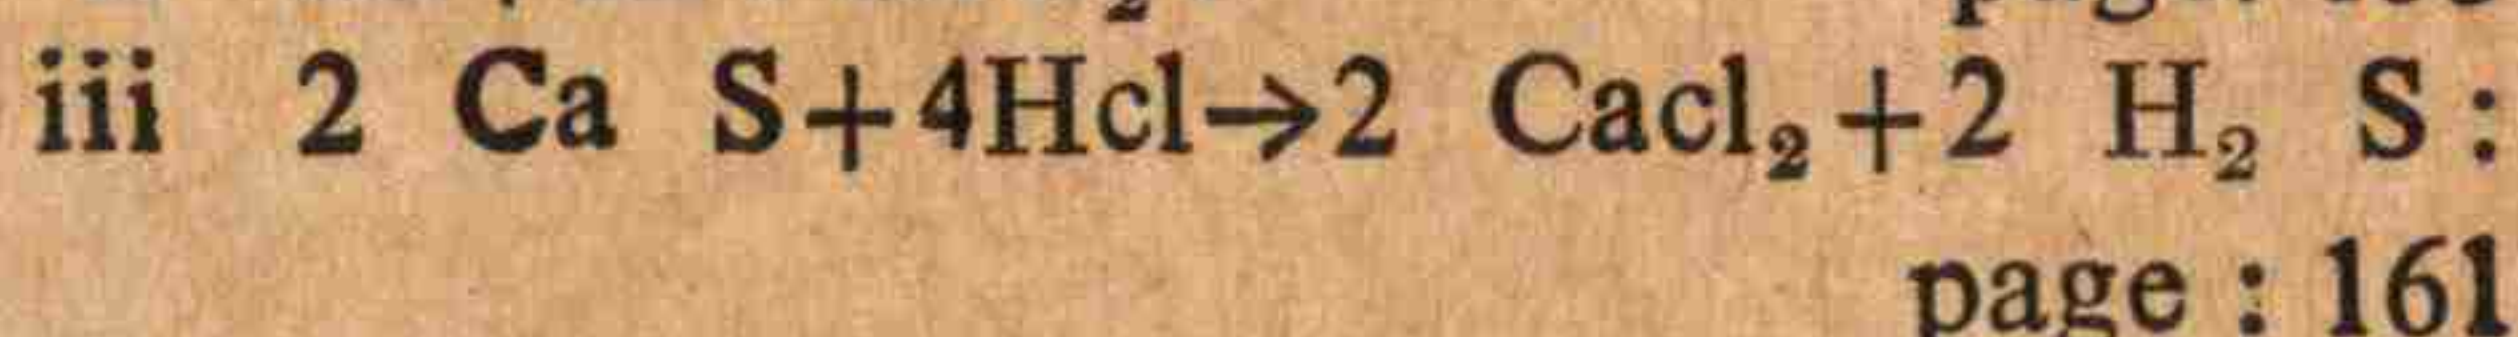 iii 2 Ca S+4Hcl→2 Cacl₂+2 H₂ S:
page : 161